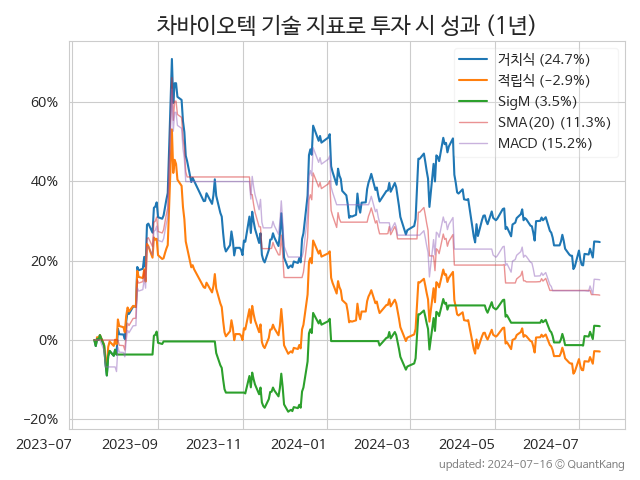 차바이오텍 기술 지표로 투자 시 성과 (1년)
거치식 (24.7%)
적립식 (−2.9%)
SigM (3.5%)
SMA(20) (11.3%)
MACD (15.2%)
60%
40%
20%
0%
−20%
2023-07 2023-09 2023-11 2024-01 2024-03 2024-05 2024-07
updated: 2024-07-16 © QuantKang